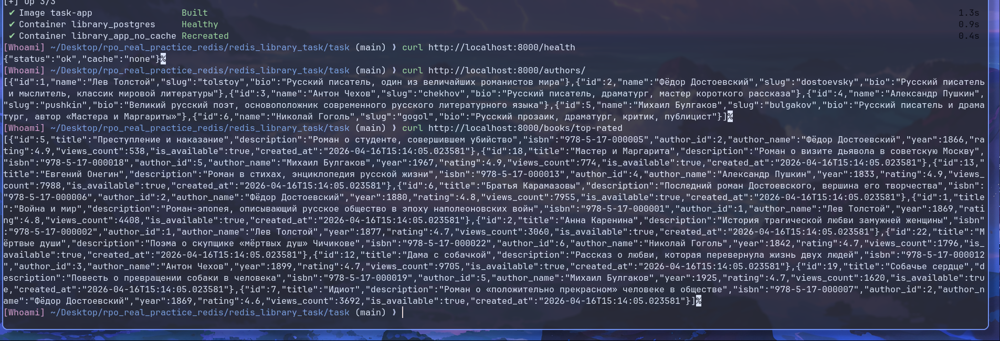 [+] Up 3/3
✔ Image task-app Built 1.3s
✔ Container library_postgres Healthy 0.9s
✔ Container library_app_no_cache Recreated 0.4s
[Whoami] ~/Desktop/rpo_real_practice_redis/redis_library_task/task (main) ❯ curl http://localhost:8000/health
{"status":"ok","cache":"none"}%
[Whoami] ~/Desktop/rpo_real_practice_redis/redis_library_task/task (main) ❯ curl http://localhost:8000/authors/
[{"id":1,"name":"Лев Толстой","slug":"tolstoy","bio":"Русский писатель, один из величайших романистов мира"},{"id":2,"name":"Фёдор Достоевский","slug":"dostoevsky","bio":"Русский писатель
и мыслитель, классик мировой литературы"},{"id":3,"name":"Антон Чехов","slug":"chekhov","bio":"Русский писатель, драматург, мастер короткого рассказа"},{"id":4,"name":"Александр Пушкин",
"slug":"pushkin","bio":"Великий русский поэт, основоположник современного русского литературного языка"},{"id":5,"name":"Михаил Булгаков","slug":"bulgakov","bio":"Русский писатель и драма
тург, автор «Мастера и Маргариты»"},{"id":6,"name":"Николай Гоголь","slug":"gogol","bio":"Русский прозаик, драматург, критик, публицист"}]%
[Whoami] ~/Desktop/rpo_real_practice_redis/redis_library_task/task (main) ❯ curl http://localhost:8000/books/top-rated
[{"id":5,"title":"Преступление и наказание","description":"Роман о студенте, совершившем убийство","isbn":"978-5-17-000005","author_id":2,"author_name":"Фёдор Достоевский","year":1866,"ra
ting":4.9,"views_count":538,"is_available":true,"created_at":"2026-04-16T15:14:05.023581"},{"id":18,"title":"Мастер и Маргарита","description":"Роман о визите дьявола в советскую Москву",
"isbn":"978-5-17-000018","author_id":5,"author_name":"Михаил Булгаков","year":1967,"rating":4.9,"views_count":774,"is_available":true,"created_at":"2026-04-16T15:14:05.023581"},{"id":13,"
title":"Евгений Онегин","description":"Роман в стихах, энциклопедия русской жизни","isbn":"978-5-17-000013","author_id":4,"author_name":"Александр Пушкин","year":1833,"rating":4.9,"views_
count":7988,"is_available":true,"created_at":"2026-04-16T15:14:05.023581"},{"id":6,"title":"Братья Карамазовы","description":"Последний роман Достоевского, вершина его творчества","isbn":
"978-5-17-000006","author_id":2,"author_name":"Фёдор Достоевский","year":1880,"rating":4.8,"views_count":7955,"is_available":true,"created_at":"2026-04-16T15:14:05.023581"},{"id":1,"title
":"Война и мир","description":"Роман-эпопея, описывающий русское общество в эпоху наполеоновских войн","isbn":"978-5-17-000001","author_id":1,"author_name":"Лев Толстой","year":1869,"rati
ng":4.8,"views_count":4408,"is_available":true,"created_at":"2026-04-16T15:14:05.023581"},{"id":2,"title":"Анна Каренина","description":"История трагической любви замужней женщины","isbn"
:"978-5-17-000002","author_id":1,"author_name":"Лев Толстой","year":1877,"rating":4.7,"views_count":3060,"is_available":true,"created_at":"2026-04-16T15:14:05.023581"},{"id":22,"title":"М
ёртвые души","description":"Поэма о скупщике «мёртвых душ» Чичикове","isbn":"978-5-17-000022","author_id":6,"author_name":"Николай Гоголь","year":1842,"rating":4.7,"views_count":1796,"is_
available":true,"created_at":"2026-04-16T15:14:05.023581"},{"id":12,"title":"Дама с собачкой","description":"Рассказ о любви, которая перевернула жизнь двух людей","isbn":"978-5-17-000012
","author_id":3,"author_name":"Антон Чехов","year":1899,"rating":4.7,"views_count":9705,"is_available":true,"created_at":"2026-04-16T15:14:05.023581"},{"id":19,"title":"Собачье сердце","d
escription":"Повесть о превращении собаки в человека","isbn":"978-5-17-000019","author_id":5,"author_name":"Михаил Булгаков","year":1925,"rating":4.7,"views_count":1620,"is_available":tru
e,"created_at":"2026-04-16T15:14:05.023581"},{"id":7,"title":"Идиот","description":"Роман о «положительно прекрасном» человеке в обществе","isbn":"978-5-17-000007","author_id":2,"author_n
ame":"Фёдор Достоевский","year":1869,"rating":4.6,"views_count":3692,"is_available":true,"created_at":"2026-04-16T15:14:05.023581"}]%
[Whoami] ~/Desktop/rpo_real_practice_redis/redis_library_task/task (main) ❯